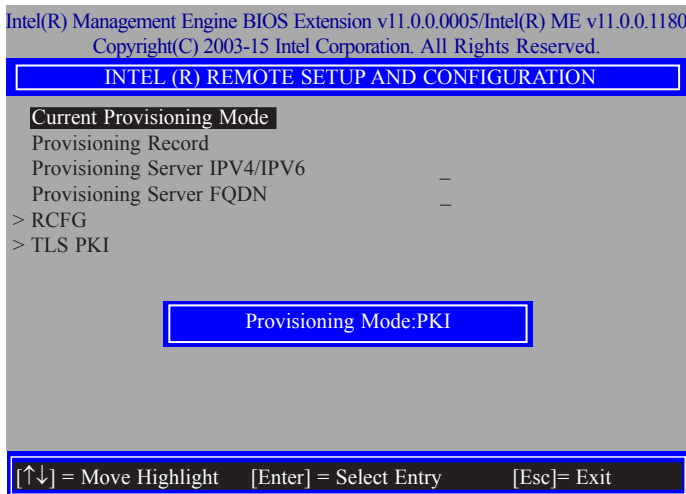 Intel(R) Management Engine BIOS Extension v11.0.0.0005/Intel(R) ME v11.0.0.1180
Copyright(C) 2003-15 Intel Corporation. All Rights Reserved.
INTEL (R) REMOTE SETUP AND CONFIGURATION
Current Provisioning Mode
Provisioning Record
Provisioning Server IPV4/IPV6 _
Provisioning Server FQDN _
> RCFG
> TLS PKI
Provisioning Mode:PKI
[↑↓] = Move Highlight [Enter] = Select Entry [Esc]= Exit